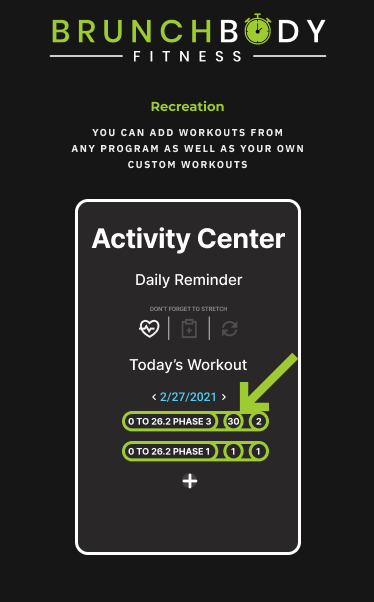 BRUNCHBODY
FITNESS
Recreation
YOU CAN ADD WORKOUTS FROM
ANY PROGRAM AS WELL AS YOUR OWN
CUSTOM WORKOUTS
Activity Center
Daily Reminder
DON'T FORGET TO STRETCH
Today's Workout
‹ 2/27/2021 ›
0 TO 26.2 PHASE 3 30 2
0 TO 26.2 PHASE 1 1 1
+